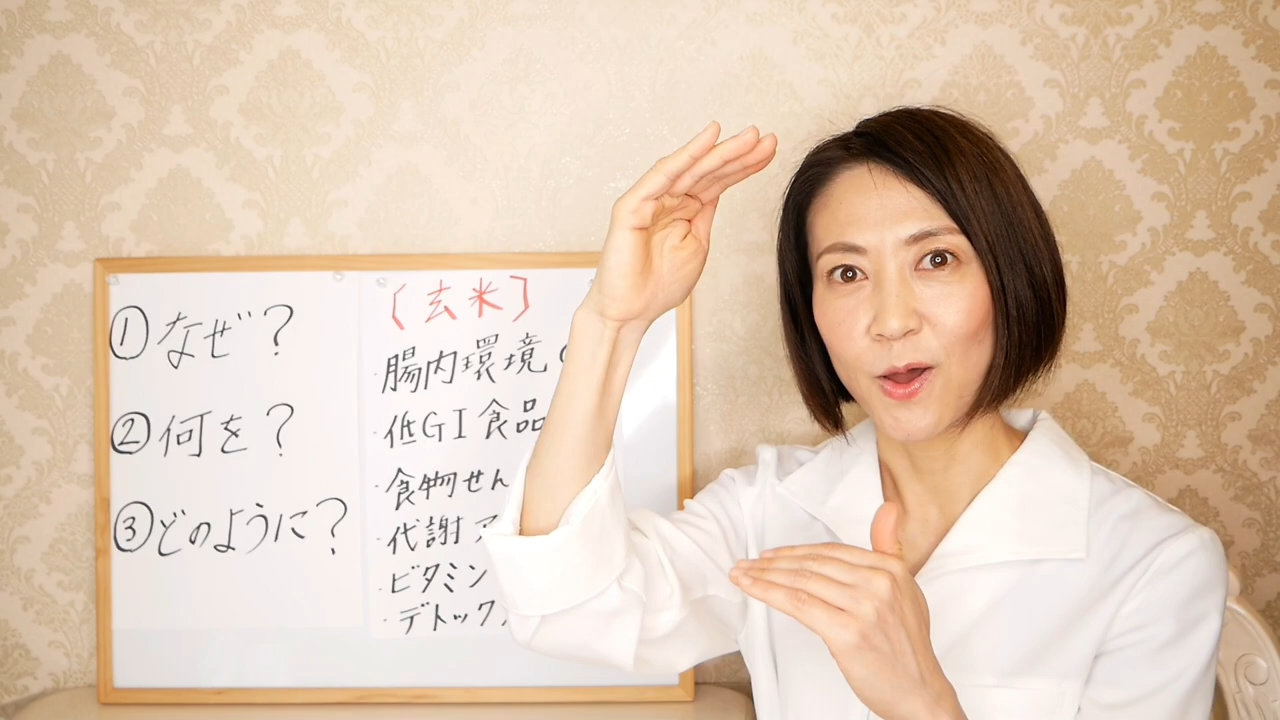 ①なぜ?
②何を?
③どのように?
〔玄米〕
・腸内環境
・低GI食品
・食物せん
・代謝ア
・ビタミン
・デトック